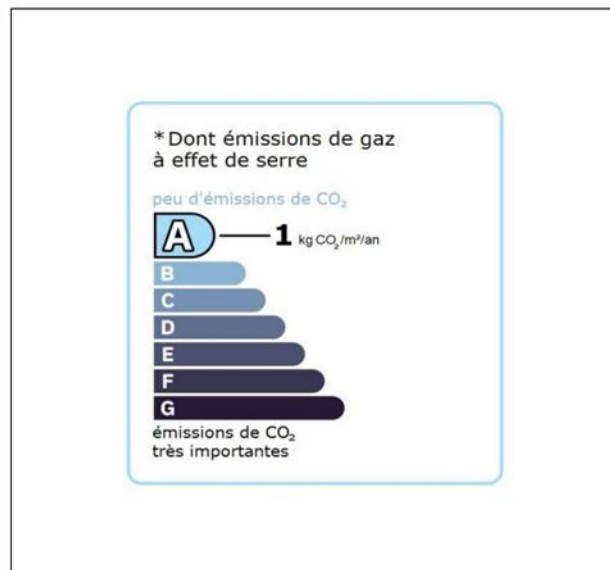 *Dont émissions de gaz
à effet de serre
peu d'émissions de CO₂
A 1 kg CO₂/m²/an
B
C
D
E
F
G
émissions de CO₂
très importantes